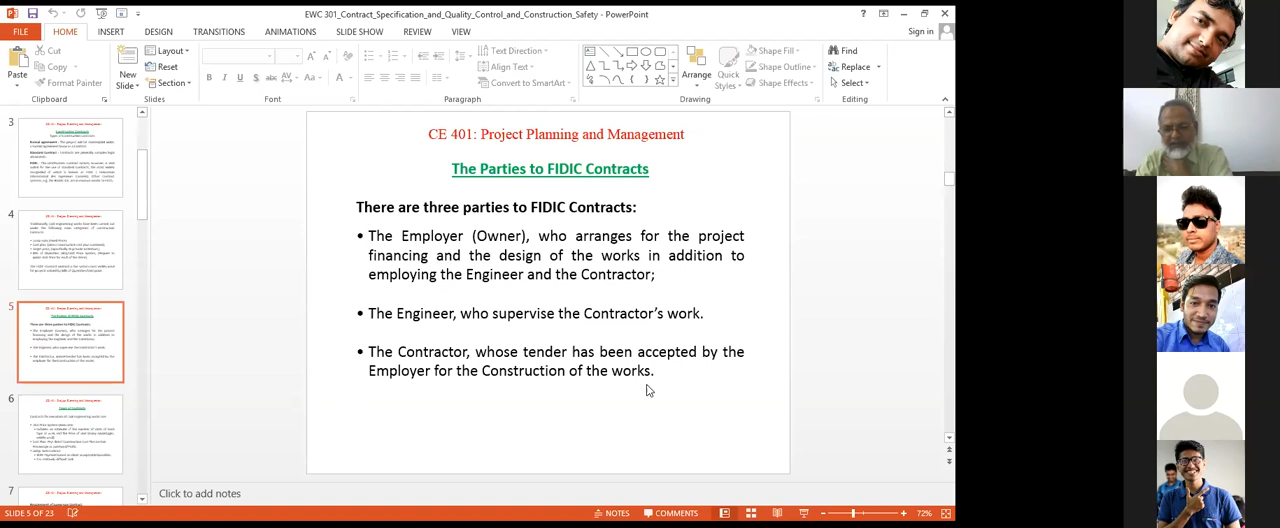 EWC 301_Contract_Specification_and_Quality_Control_and_Construction_Safety - PowerPoint
FILE HOME INSERT DESIGN TRANSITIONS ANIMATIONS SLIDE SHOW REVIEW VIEW Sign in
Cut
Copy
Format Painter
Paste
Clipboard
New
Slide
Layout
Reset
Section
Slides
Font
Text Direction
Align Text
Convert to SmartArt
Paragraph
Arrange
Quick
Styles
Shape Fill
Shape Outline
Shape Effects
Drawing
Find
Replace
Select
Editing
3
4
5
6
7
CE 401: Project Planning and Management
The Parties to FIDIC Contracts
There are three parties to FIDIC Contracts:
• The Employer (Owner), who arranges for the project
financing and the design of the works in addition to
employing the Engineer and the Contractor;
• The Engineer, who supervise the Contractor's work.
• The Contractor, whose tender has been accepted by the
Employer for the Construction of the works.
Click to add notes
SLIDE 5 OF 23 NOTES COMMENTS 72%